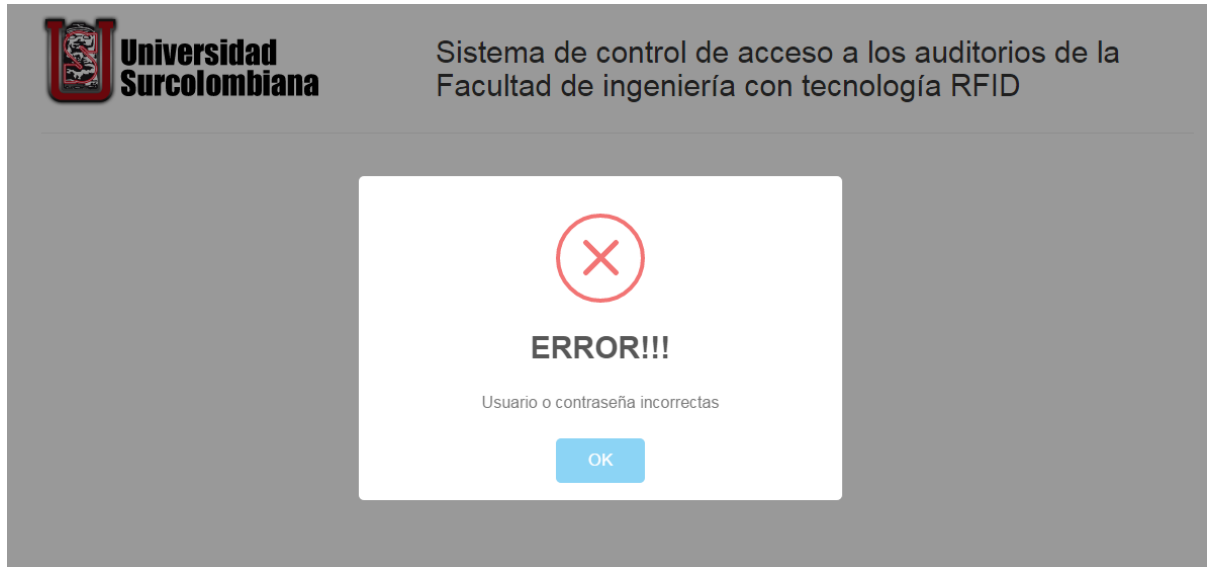 Universidad
Surcolombiana
Sistema de control de acceso a los auditorios de la
Facultad de ingeniería con tecnología RFID
ERROR!!!
Usuario o contraseña incorrectas
OK